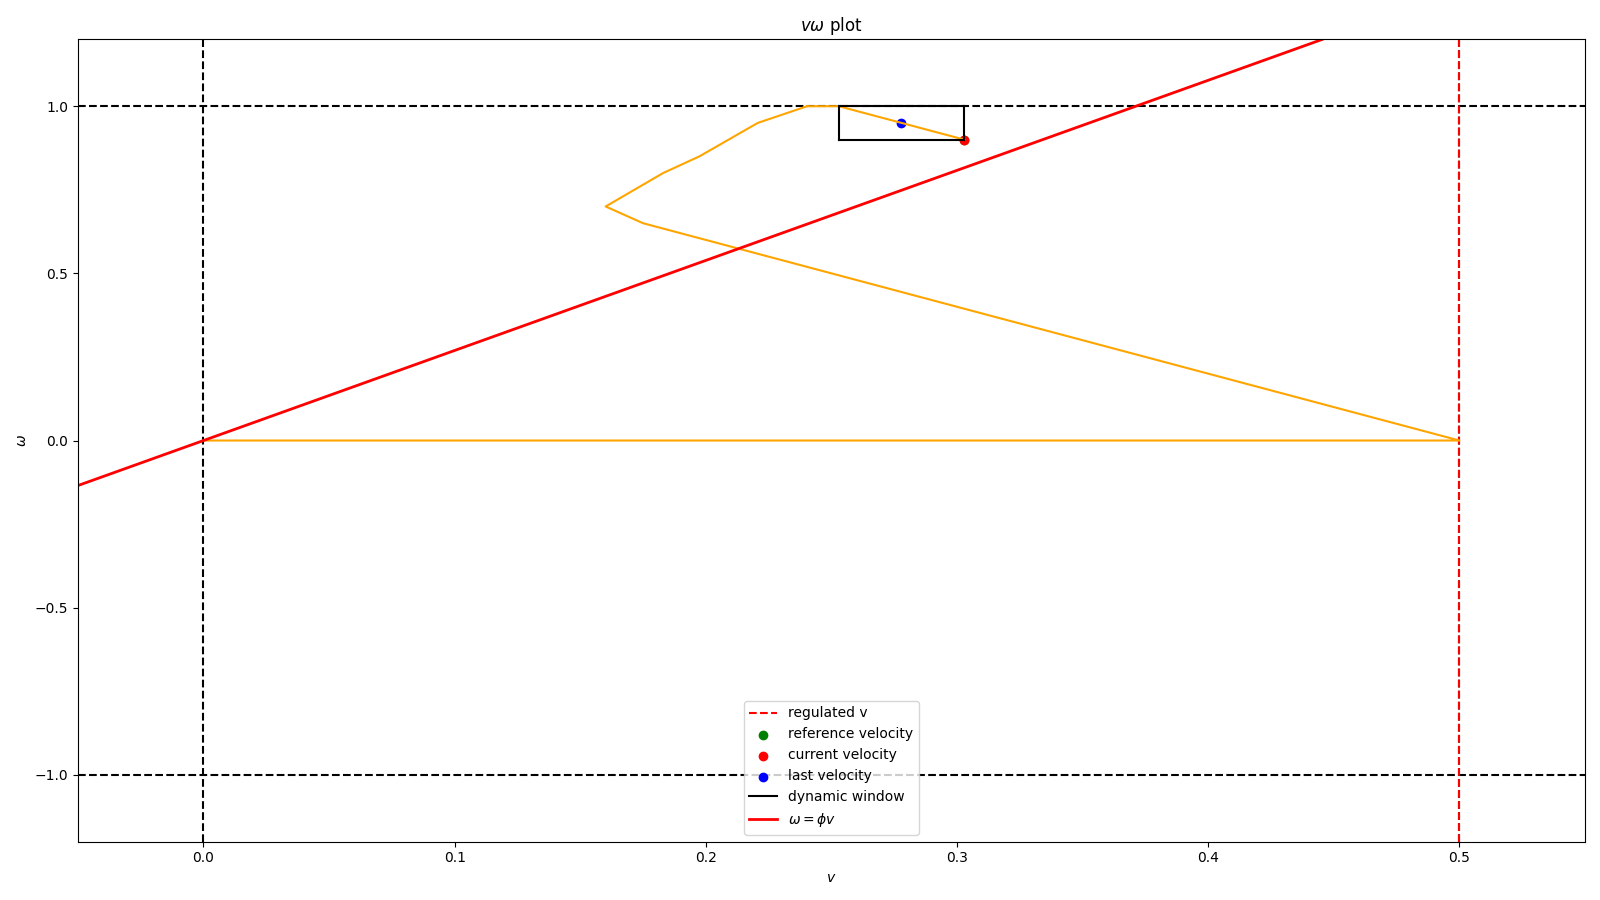 vω plot
ω
1.0
0.5
0.0
−0.5
−1.0
regulated v
reference velocity
current velocity
last velocity
dynamic window
ω = ϕv
0.0 0.1 0.2 0.3 0.4 0.5
v